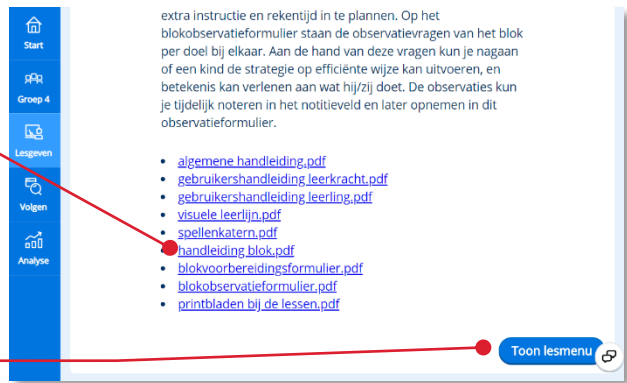 Start
Groep 4
Lesgeven
Volgen
Analyse
extra instructie en rekentijd in te plannen. Op het
blokobservatieformulier staan de observatievragen van het blok
per doel bij elkaar. Aan de hand van deze vragen kun je nagaan
of een kind de strategie op efficiënte wijze kan uitvoeren, en
betekenis kan verlenen aan wat hij/zij doet. De observaties kun
je tijdelijk noteren in het notitieveld en later opnemen in dit
observatieformulier.
algemene handleiding.pdf
gebruikershandleiding leerkracht.pdf
gebruikershandleiding leerling.pdf
visuele leerlijn.pdf
spellenkatern.pdf
handleiding blok.pdf
blokvoorbereidingsformulier.pdf
blokobservatieformulier.pdf
printbladen bij de lessen.pdf
Toon lesmenu